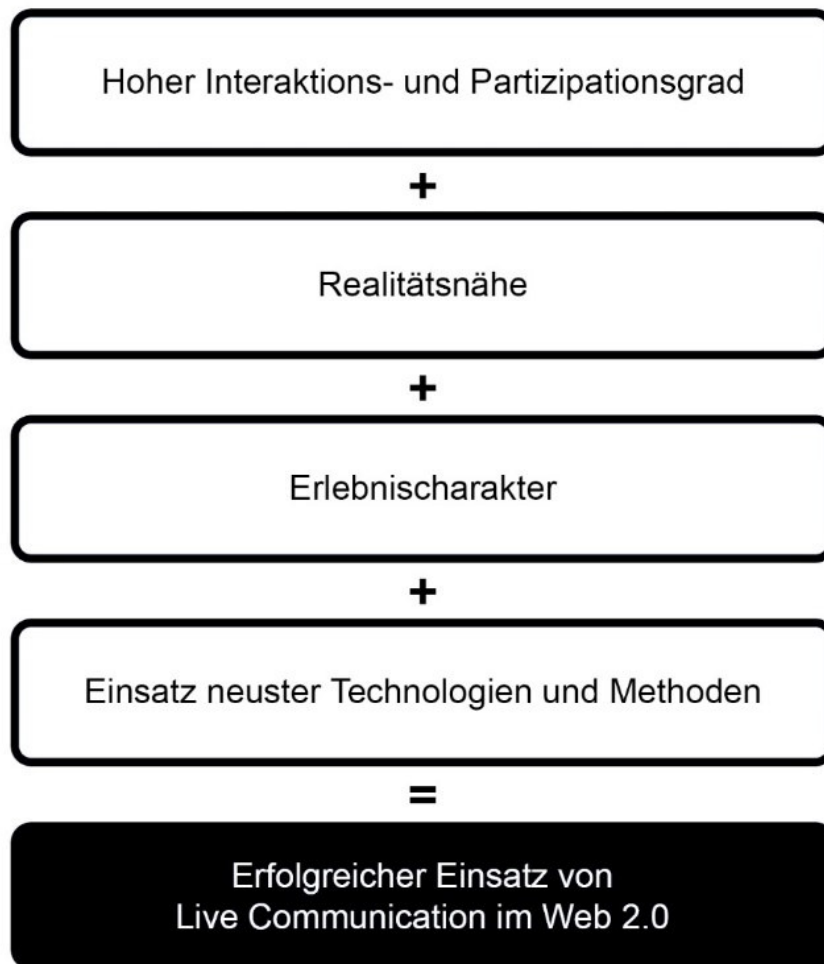 Hoher Interaktions- und Partizipationsgrad
+
Realitätsnähe
+
Erlebnischarakter
+
Einsatz neuster Technologien und Methoden
=
Erfolgreicher Einsatz von
Live Communication im Web 2.0